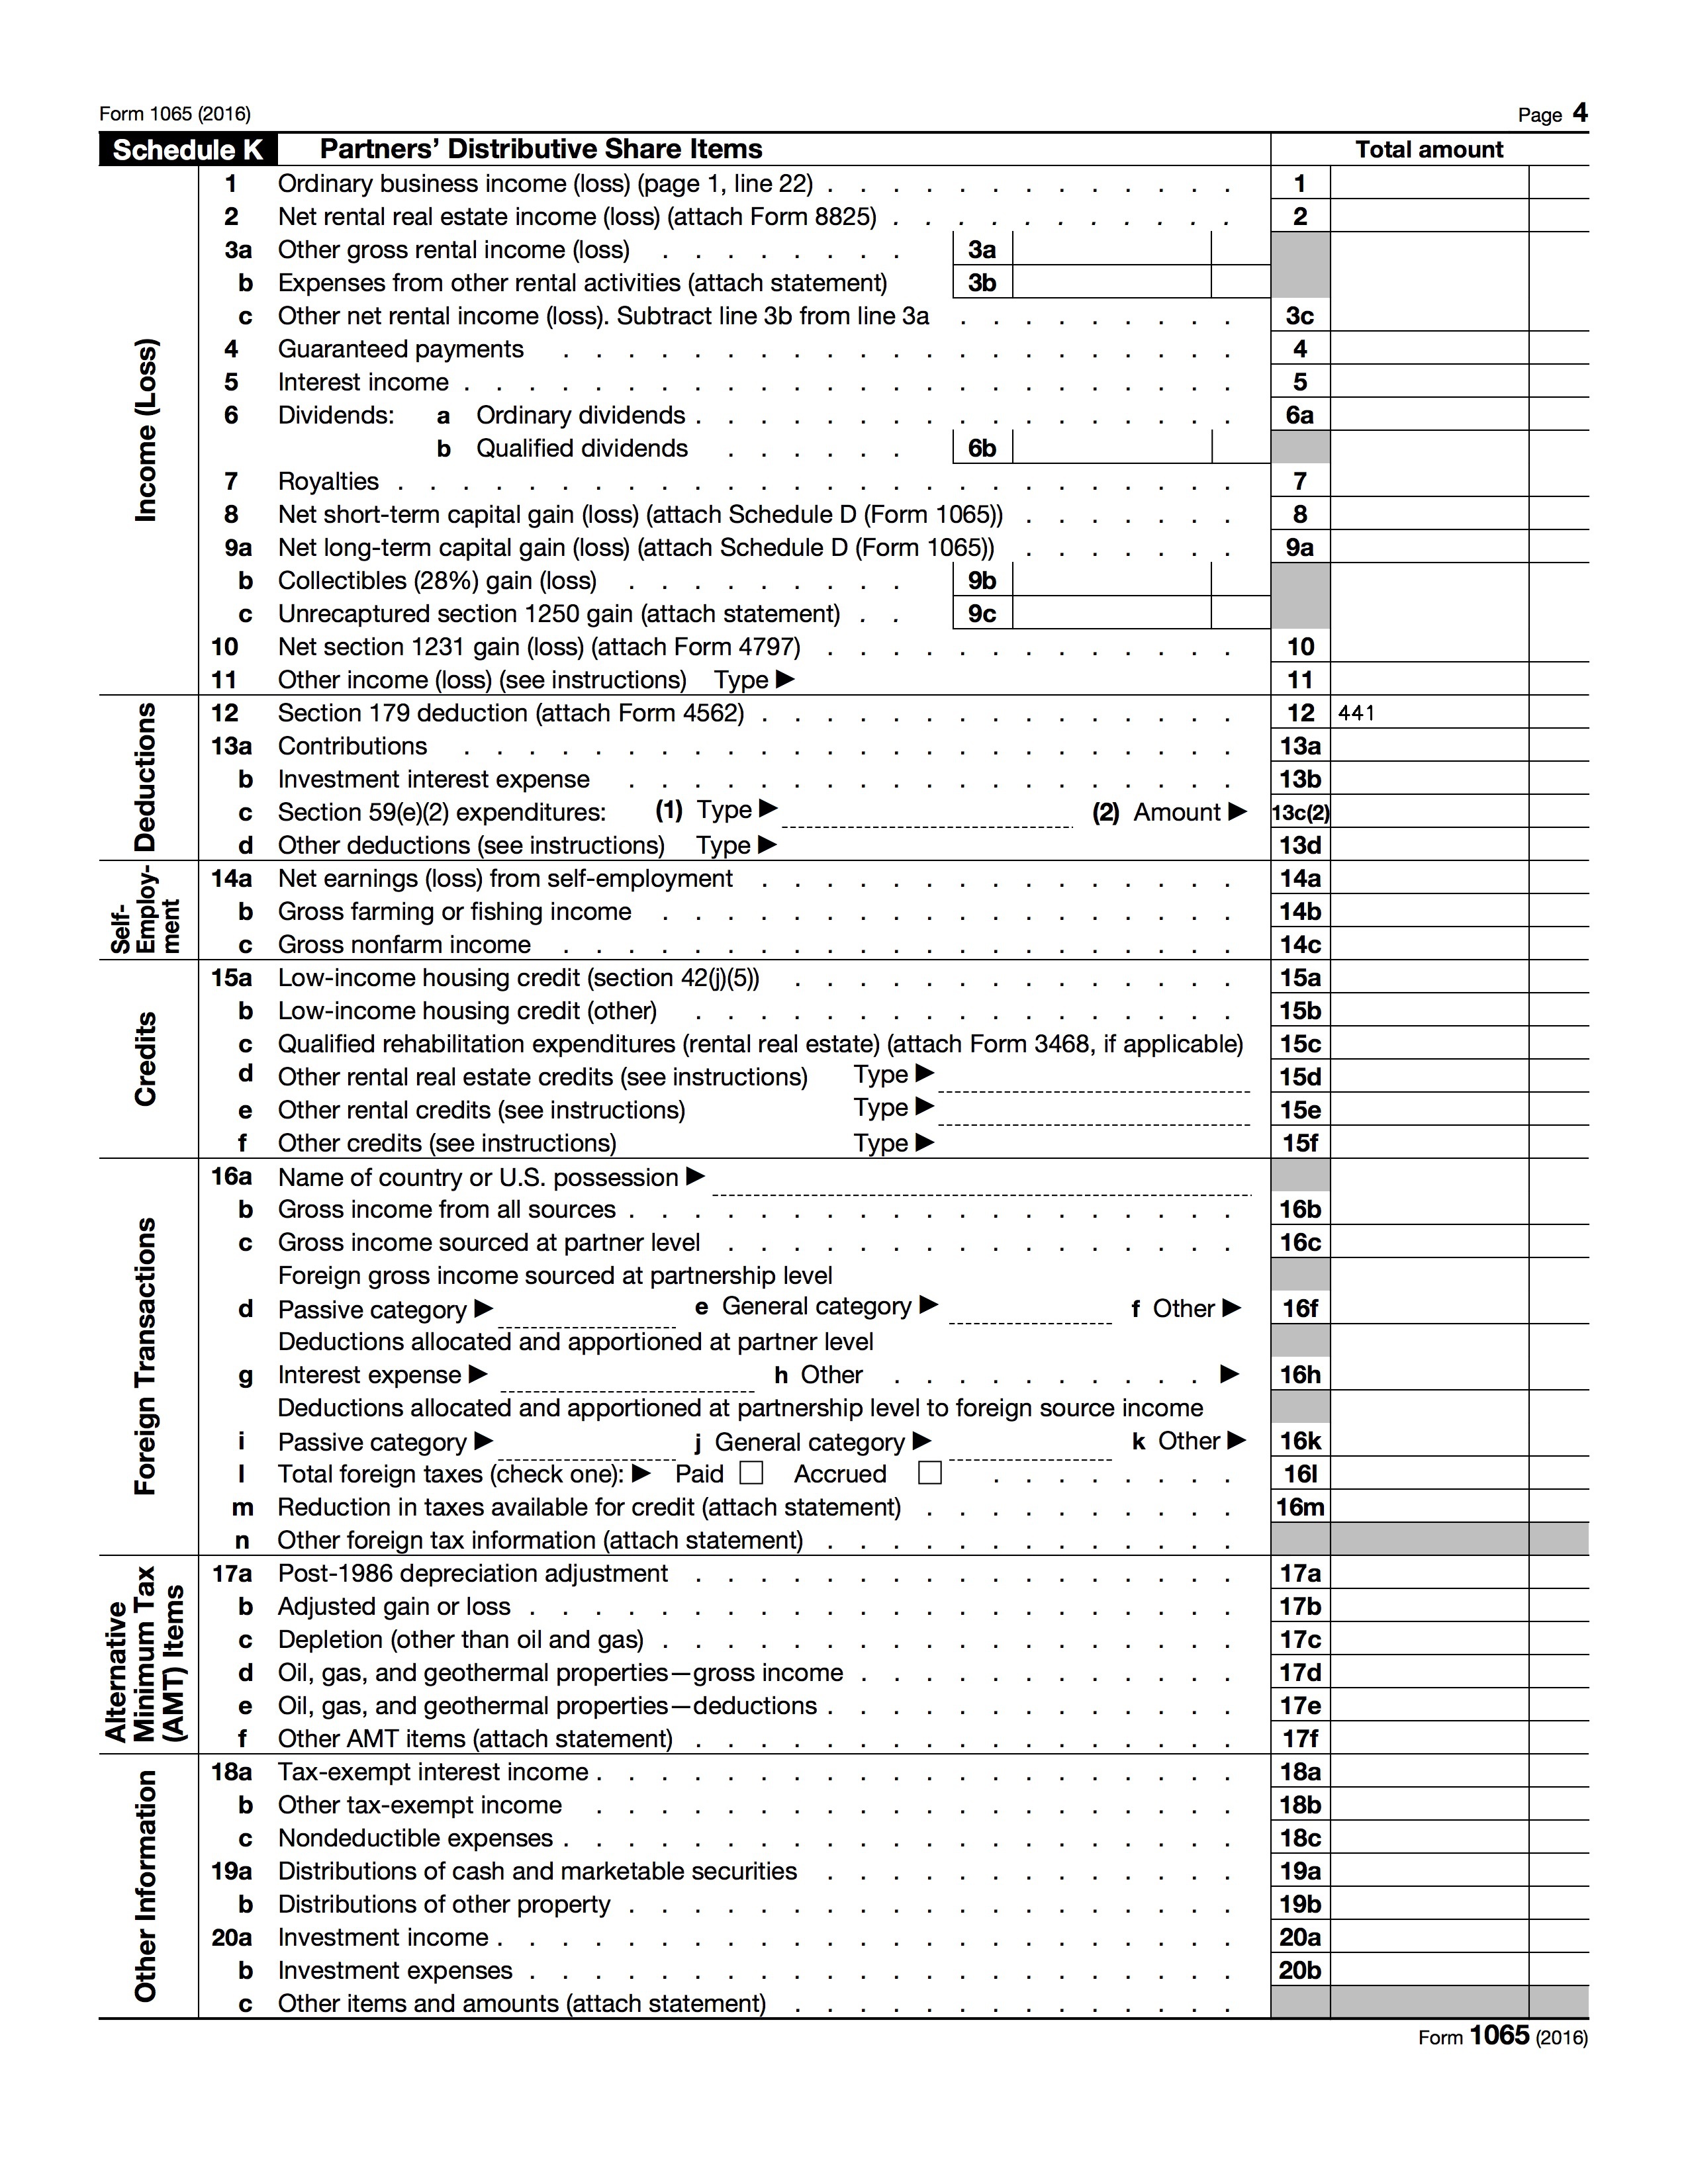 Form 1065 (2016) Page 4
Schedule K Partners’ Distributive Share Items Total amount
Income (Loss)
1 Ordinary business income (loss) (page 1, line 22) . . . . . . . . . . . . . 1
2 Net rental real estate income (loss) (attach Form 8825) . . . . . . . . . . . 2
3a Other gross rental income (loss) . . . . . . . . 3a
b Expenses from other rental activities (attach statement) 3b
c Other net rental income (loss). Subtract line 3b from line 3a . . . . . . . . . 3c
4 Guaranteed payments . . . . . . . . . . . . . . . . . . . . . 4
5 Interest income . . . . . . . . . . . . . . . . . . . . . . . . 5
6 Dividends: a Ordinary dividends . . . . . . . . . . . . . . . . . 6a
b Qualified dividends . . . . . . 6b
7 Royalties . . . . . . . . . . . . . . . . . . . . . . . . . . 7
8 Net short-term capital gain (loss) (attach Schedule D (Form 1065)) . . . . . . . 8
9a Net long-term capital gain (loss) (attach Schedule D (Form 1065)) . . . . . . . 9a
b Collectibles (28%) gain (loss) . . . . . . . . . 9b
c Unrecaptured section 1250 gain (attach statement) . . 9c
10 Net section 1231 gain (loss) (attach Form 4797) . . . . . . . . . . . . . 10
11 Other income (loss) (see instructions) Type ▶ 11
Deductions
12 Section 179 deduction (attach Form 4562) . . . . . . . . . . . . . . . 12 441
13a Contributions . . . . . . . . . . . . . . . . . . . . . . . . 13a
b Investment interest expense . . . . . . . . . . . . . . . . . . . 13b
c Section 59(e)(2) expenditures: (1) Type ▶ (2) Amount ▶ 13c(2)
d Other deductions (see instructions) Type ▶ 13d
Self-Employ-ment
14a Net earnings (loss) from self-employment . . . . . . . . . . . . . . . 14a
b Gross farming or fishing income . . . . . . . . . . . . . . . . . . 14b
c Gross nonfarm income . . . . . . . . . . . . . . . . . . . . . 14c
Credits
15a Low-income housing credit (section 42(j)(5)) . . . . . . . . . . . . . . 15a
b Low-income housing credit (other) . . . . . . . . . . . . . . . . . 15b
c Qualified rehabilitation expenditures (rental real estate) (attach Form 3468, if applicable) 15c
d Other rental real estate credits (see instructions) Type ▶ 15d
e Other rental credits (see instructions) Type ▶ 15e
f Other credits (see instructions) Type ▶ 15f
Foreign Transactions
16a Name of country or U.S. possession ▶
b Gross income from all sources . . . . . . . . . . . . . . . . . . . 16b
c Gross income sourced at partner level . . . . . . . . . . . . . . . . 16c
Foreign gross income sourced at partnership level
d Passive category ▶ e General category ▶ f Other ▶ 16f
Deductions allocated and apportioned at partner level
g Interest expense ▶ h Other . . . . . . . . . . ▶ 16h
Deductions allocated and apportioned at partnership level to foreign source income
i Passive category ▶ j General category ▶ k Other ▶ 16k
l Total foreign taxes (check one): ▶ Paid ☐ Accrued ☐ . . . . . . . . 16l
m Reduction in taxes available for credit (attach statement) . . . . . . . . . . 16m
n Other foreign tax information (attach statement) . . . . . . . . . . . . .
Alternative Minimum Tax (AMT) Items
17a Post-1986 depreciation adjustment . . . . . . . . . . . . . . . . . 17a
b Adjusted gain or loss . . . . . . . . . . . . . . . . . . . . . . 17b
c Depletion (other than oil and gas) . . . . . . . . . . . . . . . . . . 17c
d Oil, gas, and geothermal properties—gross income . . . . . . . . . . . . 17d
e Oil, gas, and geothermal properties—deductions . . . . . . . . . . . . . 17e
f Other AMT items (attach statement) . . . . . . . . . . . . . . . . . 17f
Other Information
18a Tax-exempt interest income . . . . . . . . . . . . . . . . . . . . 18a
b Other tax-exempt income . . . . . . . . . . . . . . . . . . . . 18b
c Nondeductible expenses . . . . . . . . . . . . . . . . . . . . . 18c
19a Distributions of cash and marketable securities . . . . . . . . . . . . . 19a
b Distributions of other property . . . . . . . . . . . . . . . . . . . 19b
20a Investment income . . . . . . . . . . . . . . . . . . . . . . . 20a
b Investment expenses . . . . . . . . . . . . . . . . . . . . . . 20b
c Other items and amounts (attach statement) . . . . . . . . . . . . . .
Form 1065 (2016)